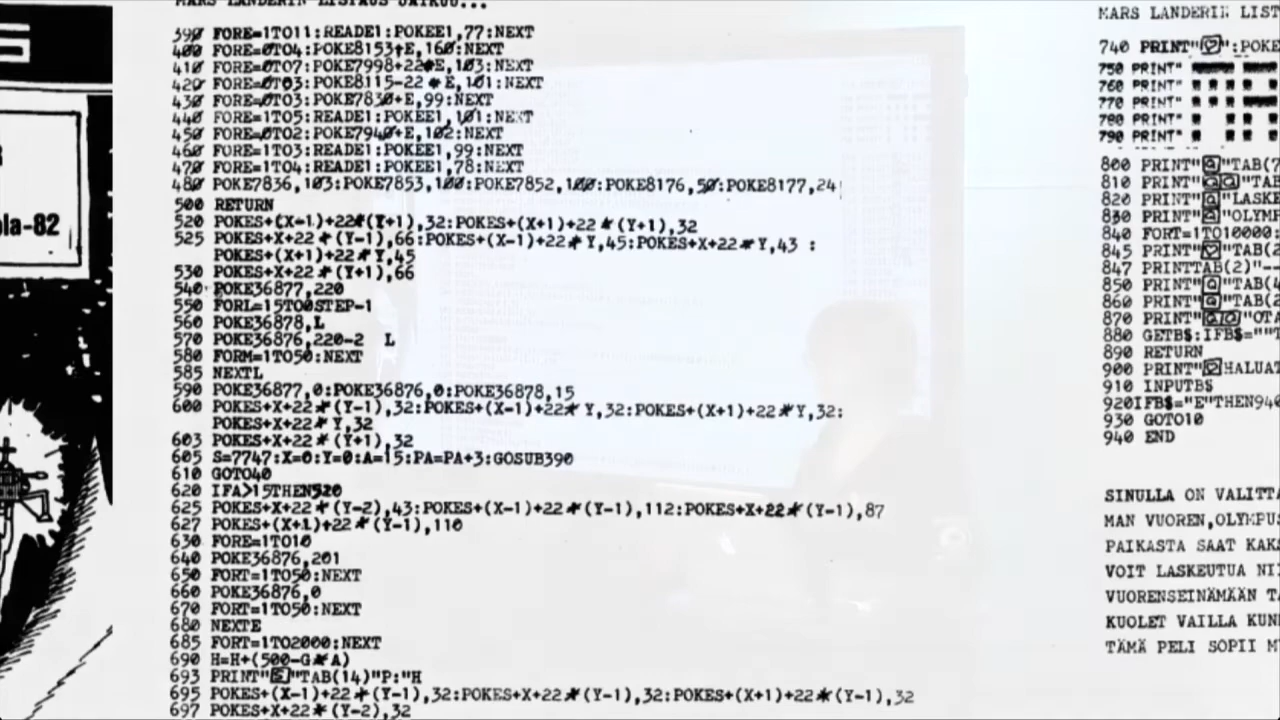 MARS LANDERIN LISTAUS JATKUU...
390 FORE=1TO11:READE1:POKEE1,77:NEXT
400 FORE=0TO4:POKE8153+E,160:NEXT
410 FORE=0TO7:POKE7998+22*E,103:NEXT
420 FORE=0TO3:POKE8115-22*E,101:NEXT
430 FORE=0TO3:POKE7830+E,99:NEXT
440 FORE=1TO5:READE1:POKEE1,101:NEXT
450 FORE=0TO2:POKE7940+E,102:NEXT
460 FORE=1TO3:READE1:POKEE1,99:NEXT
470 FORE=1TO4:READE1:POKEE1,78:NEXT
480 POKE7836,103:POKE7853,100:POKE7852,100:POKE8176,50:POKE8177,24
500 RETURN
520 POKES+(X-1)+22*(Y+1),32:POKES+(X+1)+22*(Y+1),32
525 POKES+X+22*(Y-1),66:POKES+(X-1)+22*Y,45:POKES+X+22*Y,43 :
POKES+(X+1)+22*Y,45
530 POKES+X+22*(Y+1),66
540 POKE36877,220
550 FORL=15TO0STEP-1
560 POKE36878,L
570 POKE36876,220-2 L
580 FORM=1TO50:NEXT
585 NEXTL
590 POKE36877,0:POKE36876,0:POKE36878,15
600 POKES+X+22*(Y-1),32:POKES+(X-1)+22*Y,32:POKES+(X+1)+22*Y,32:
POKES+X+22*Y,32
603 POKES+X+22*(Y+1),32
605 S=7747:X=0:Y=0:A=15:PA=PA+3:GOSUB390
610 GOTO40
620 IFA>15THEN520
625 POKES+X+22*(Y-2),43:POKES+(X-1)+22*(Y-1),112:POKES+X+22*(Y-1),87
627 POKES+(X+1)+22*(Y-1),110
630 FORE=1TO10
640 POKE36876,201
650 FORT=1TO50:NEXT
660 POKE36876,0
670 FORT=1TO50:NEXT
680 NEXTE
685 FORT=1TO2000:NEXT
690 H=H+(500-G*A)
693 PRINT"S"TAB(14)"P:"H
695 POKES+(X-1)+22*(Y-1),32:POKES+X+22*(Y-1),32:POKES+(X+1)+22*(Y-1),32
697 POKES+X+22*(Y-2),32
la-82
MARS LANDERIN LIST
740 PRINT"♥":POKE
750 PRINT"
760 PRINT"
770 PRINT"
780 PRINT"
790 PRINT"
800 PRINT"Q"TAB(7
810 PRINT"QQ"TAB
820 PRINT"Q"LASKE
830 PRINT"Q"OLYMP
840 FORT=1TO10000:
845 PRINT"♥"TAB(2
847 PRINTTAB(2)"--
850 PRINT"Q"TAB(4
860 PRINT"Q"TAB(2
870 PRINT"QQ"OTA
880 GETB$:IFB$=""T
890 RETURN
900 PRINT"♥HALUAT
910 INPUTB$
920IFB$="E"THEN940
930 GOTO10
940 END
SINULLA ON VALITTA
MAN VUOREN,OLYMPUS
PAIKASTA SAAT KAKS
VOIT LASKEUTUA NII
VUORENSEINÄMÄÄN TA
KUOLET VAILLA KUNN
TÄMÄ PELI SOPII M